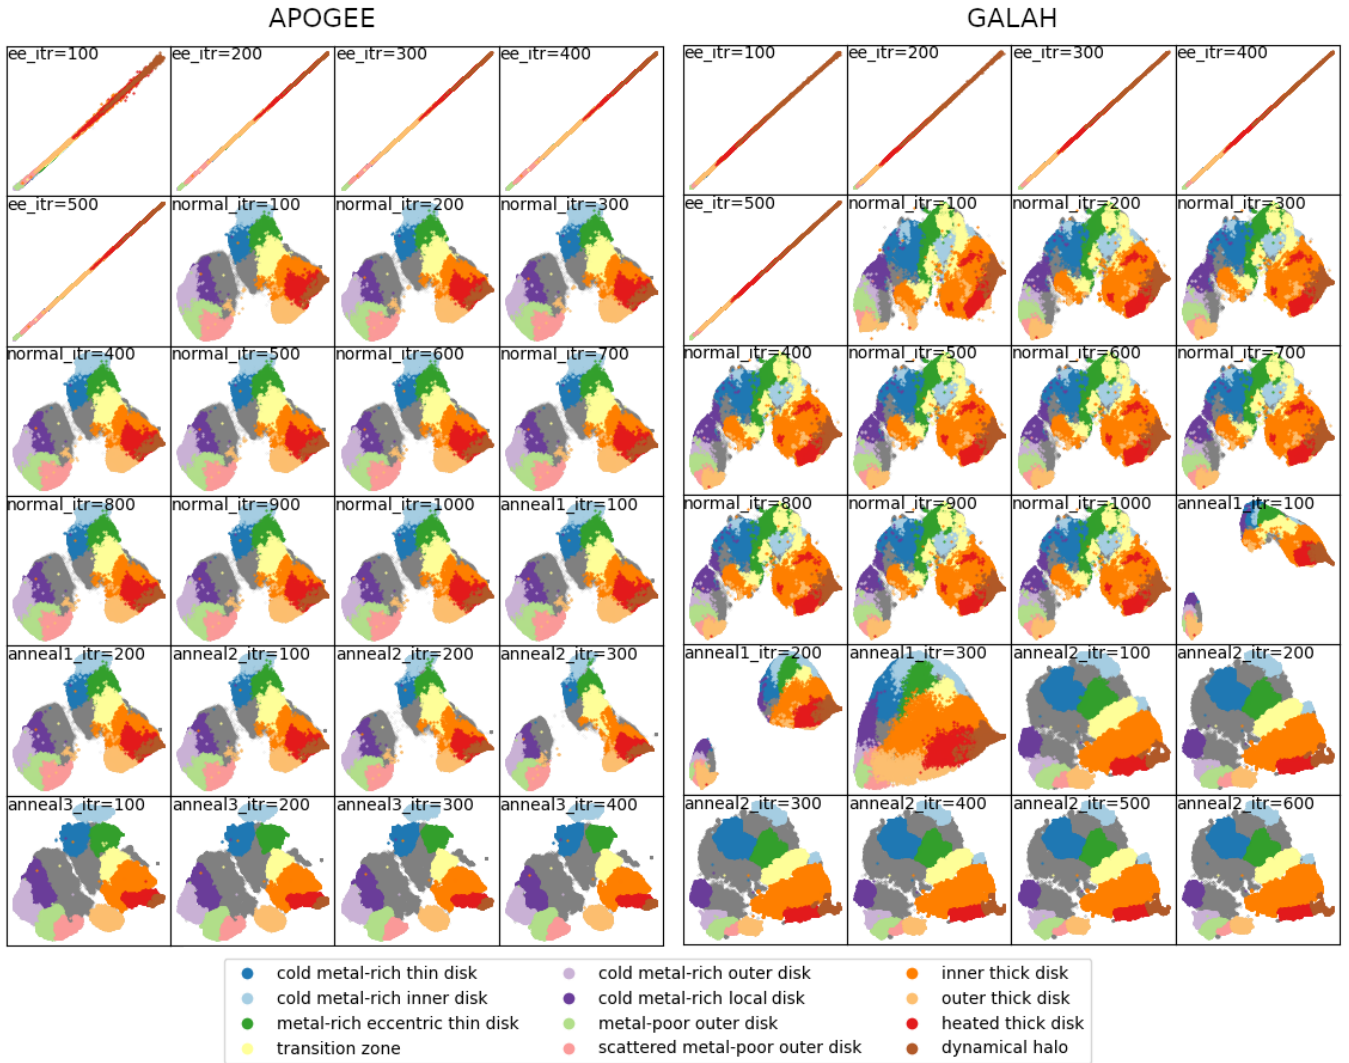 APOGEE
ee_itr=100 ee_itr=200 ee_itr=300 ee_itr=400
ee_itr=500 normal_itr=100 normal_itr=200 normal_itr=300
normal_itr=400 normal_itr=500 normal_itr=600 normal_itr=700
normal_itr=800 normal_itr=900 normal_itr=1000 anneal1_itr=100
anneal1_itr=200 anneal2_itr=100 anneal2_itr=200 anneal2_itr=300
anneal3_itr=100 anneal3_itr=200 anneal3_itr=300 anneal3_itr=400
GALAH
ee_itr=100 ee_itr=200 ee_itr=300 ee_itr=400
ee_itr=500 normal_itr=100 normal_itr=200 normal_itr=300
normal_itr=400 normal_itr=500 normal_itr=600 normal_itr=700
normal_itr=800 normal_itr=900 normal_itr=1000 anneal1_itr=100
anneal1_itr=200 anneal1_itr=300 anneal2_itr=100 anneal2_itr=200
anneal2_itr=300 anneal2_itr=400 anneal2_itr=500 anneal2_itr=600
cold metal-rich thin disk
cold metal-rich inner disk
metal-rich eccentric thin disk
transition zone
cold metal-rich outer disk
cold metal-rich local disk
metal-poor outer disk
scattered metal-poor outer disk
inner thick disk
outer thick disk
heated thick disk
dynamical halo